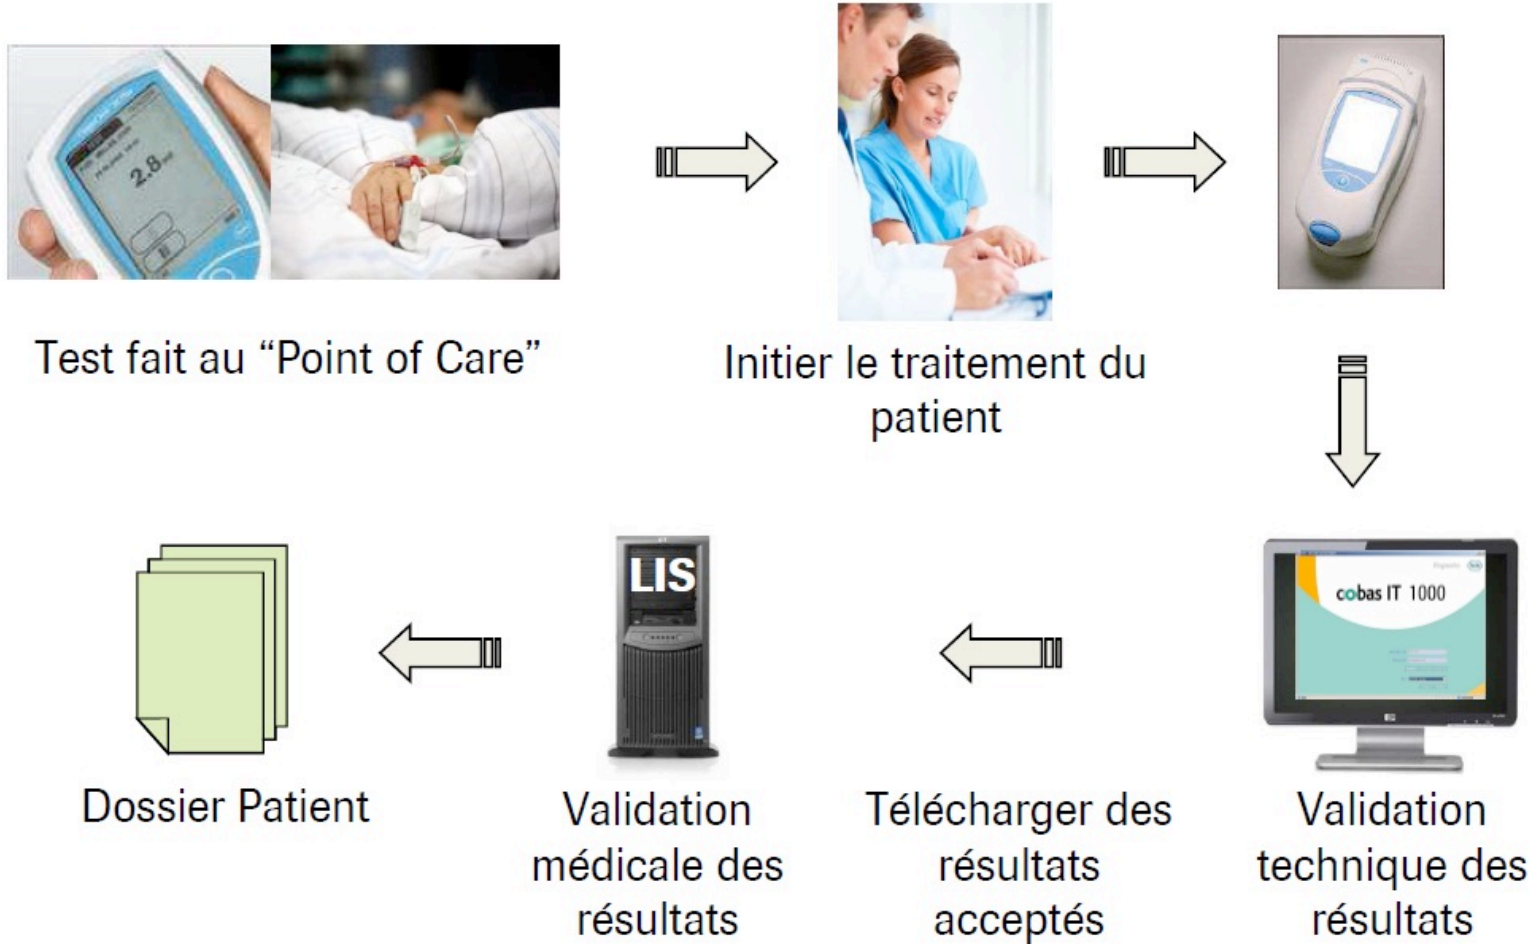 2.8
Test fait au “Point of Care”
Initier le traitement du
patient
cobas IT 1000
LIS
Dossier Patient
Validation
médicale des
résultats
Télécharger des
résultats
acceptés
Validation
technique des
résultats